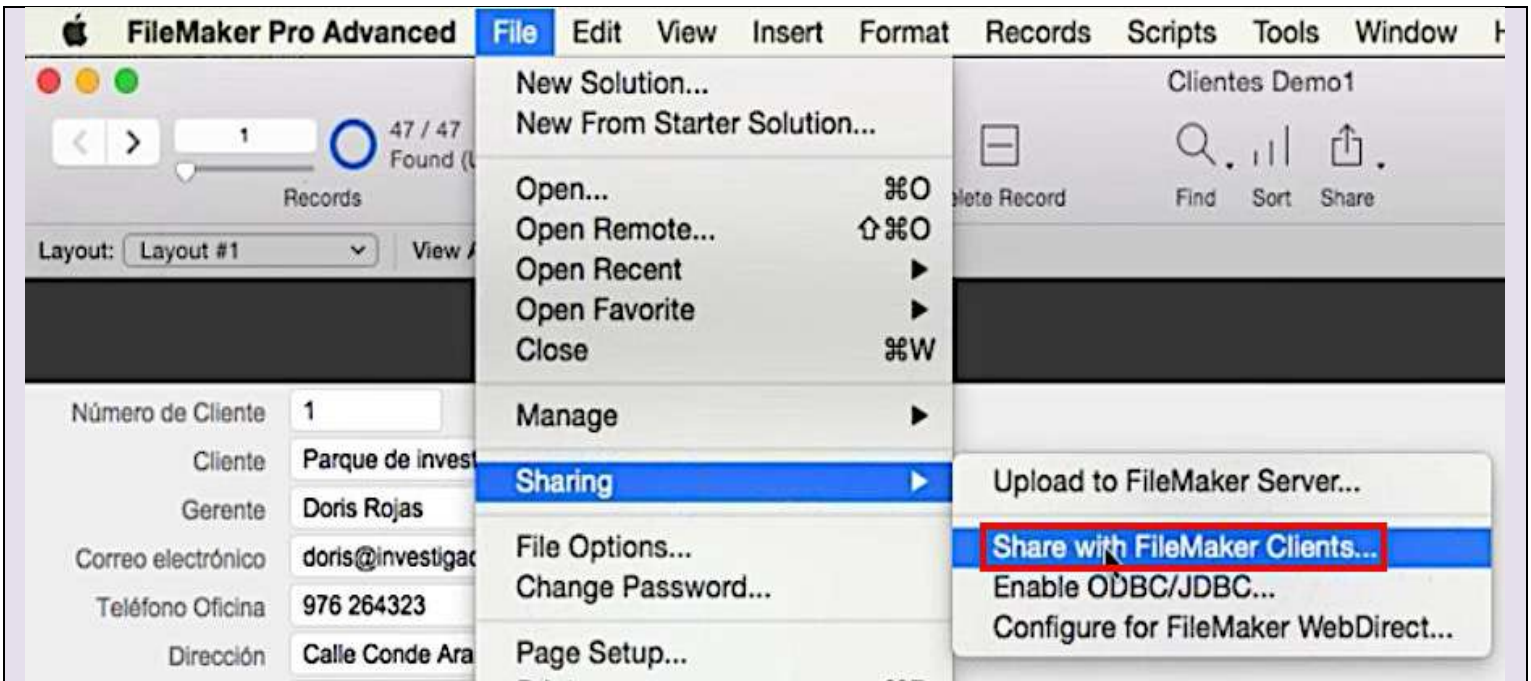 FileMaker Pro Advanced File Edit View Insert Format Records Scripts Tools Window
Clientes Demo1
1
47 / 47
Found
Records
Delete Record
Find Sort Share
Layout: Layout #1 View
New Solution...
New From Starter Solution...
Open... ⌘O
Open Remote... ⇧⌘O
Open Recent
Open Favorite
Close ⌘W
Manage
Sharing
File Options...
Change Password...
Page Setup...
Upload to FileMaker Server...
Share with FileMaker Clients...
Enable ODBC/JDBC...
Configure for FileMaker WebDirect...
Número de Cliente 1
Cliente Parque de invest
Gerente Doris Rojas
Correo electrónico doris@investigac
Teléfono Oficina 976 264323
Dirección Calle Conde Ara